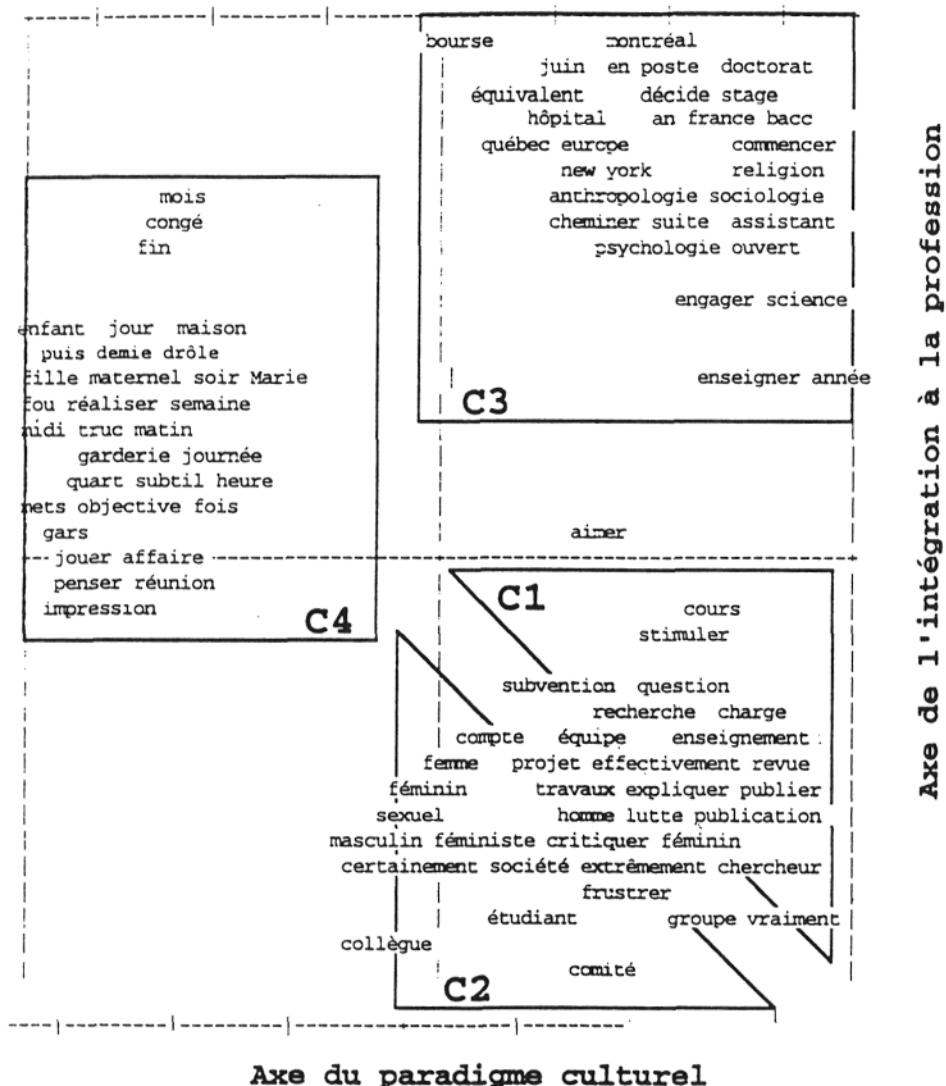 bourse montréal
juin en poste doctorat
équivalent décide stage
hôpital an france bacc
québec europe commencer
new york religion
anthropologie sociologie
cheminer suite assistant
psychologie ouvert
engager science
enseigner année
C3
mois
congé
fin
enfant jour maison
puis demie drôle
fille maternel soir Marie
fou réaliser semaine
midi truc matin
garderie journée
quart subtil heure
mets objective fois
gars
jouer affaire
penser réunion
impression
C4
aimer
C1
cours
stimuler
subvention question
recherche charge
compte équipe enseignement
femme projet effectivement revue
féminin travaux expliquer publier
sexuel homme lutte publication
masculin féministe critiquer féminin
certainement société extrêmement chercheur
frustrer
étudiant groupe vraiment
collègue
comité
C2
Axe du paradigme culturel
Axe de l'intégration à la profession